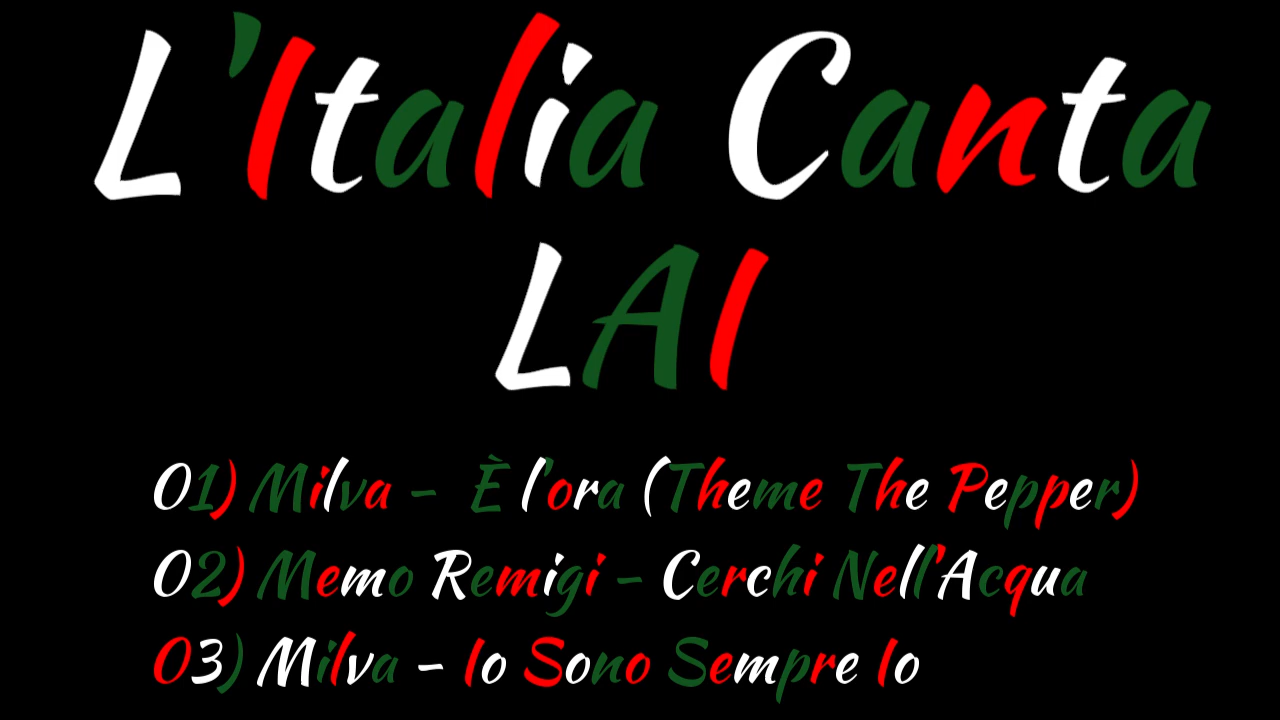 L'Italia Canta
LAI
01) Milva - È l'ora (Theme The Pepper)
02) Memo Remigi - Cerchi Nell'Acqua
03) Milva - Io Sono Sempre Io